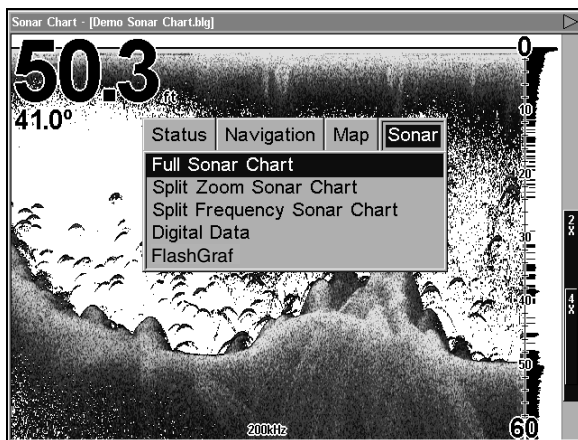 Sonar Chart - [Demo Sonar Chart.blg]
50.3 ft
41.0°
Status Navigation Map Sonar
Full Sonar Chart
Split Zoom Sonar Chart
Split Frequency Sonar Chart
Digital Data
FlashGraf
0
10
20
30
40
50
60
2X
4X
200kHz